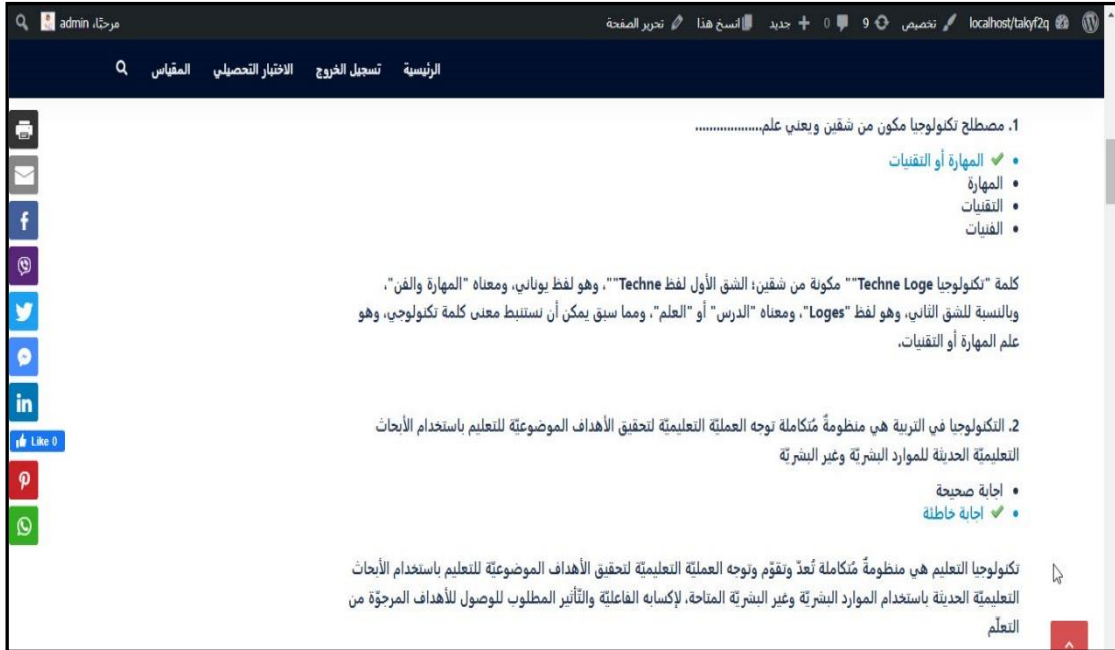 localhost/takyf2q تخصيص 9 0 جديد انسخ هذا تحرير الصفحة مرحبًا، admin
الرئيسية تسجيل الخروج الاختبار التحصيلي المقياس
1. مصطلح تكنولوجيا مكون من شقين ويعني علم...................
المهارة أو التقنيات
المهارة
التقنيات
الفنيات
كلمة "تكنولوجيا Techne Loge"" مكونة من شقين؛ الشق الأول لفظ Techne""، وهو لفظ يوناني، ومعناه "المهارة والفن"،
وبالنسبة للشق الثاني، وهو لفظ "Loges"، ومعناه "الدرس" أو "العلم"، ومما سبق يمكن أن نستنبط معنى كلمة تكنولوجي، وهو
علم المهارة أو التقنيات.
2. التكنولوجيا في التربية هي منظومةٌ مُتكاملة توجه العمليّة التعليميّة لتحقيق الأهداف الموضوعيّة للتعليم باستخدام الأبحاث
التعليميّة الحديثة للموارد البشريّة وغير البشريّة
اجابة صحيحة
اجابة خاطئة
تكنولوجيا التعليم هي منظومةٌ مُتكاملة تُعدّ وتقوّم وتوجه العمليّة التعليميّة لتحقيق الأهداف الموضوعيّة للتعليم باستخدام الأبحاث
التعليميّة الحديثة باستخدام الموارد البشريّة وغير البشريّة المتاحة، لإكسابه الفاعليّة والتّأثير المطلوب للوصول للأهداف المرجوّة من
التعلّم
Like 0